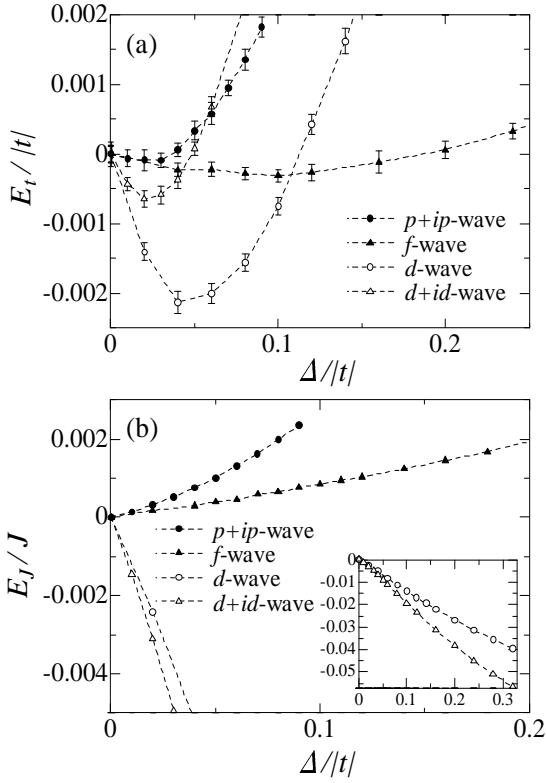 0.002
(a)
0.001
0
-0.001
-0.002
E_t / |t|
p+ip-wave
f-wave
d-wave
d+id-wave
0 0.1 0.2
Δ/|t|
(b)
0.002
0
-0.002
-0.004
E_J / J
p+ip-wave
f-wave
d-wave
d+id-wave
0
-0.01
-0.02
-0.03
-0.04
-0.05
0 0.1 0.2 0.3
0 0.1 0.2
Δ/|t|